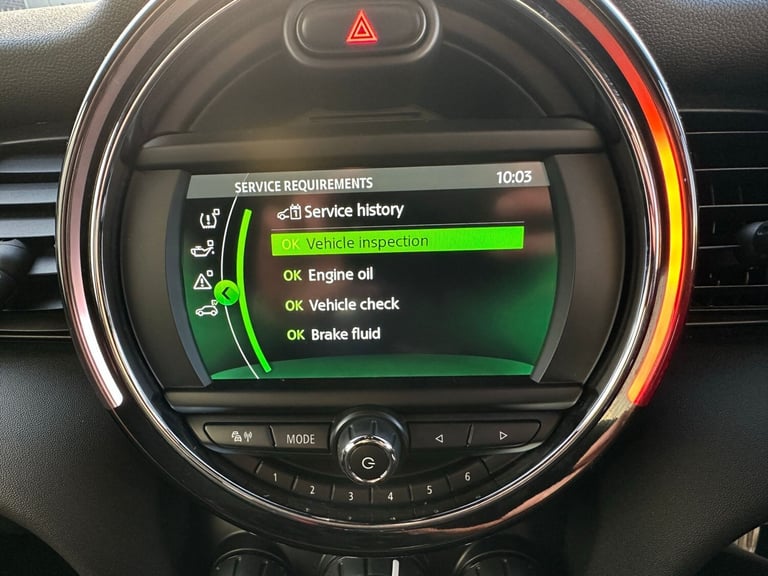 SERVICE REQUIREMENTS 10:03
Service history
OK Vehicle inspection
OK Engine oil
OK Vehicle check
OK Brake fluid
MODE
1 2 3 4 5 6